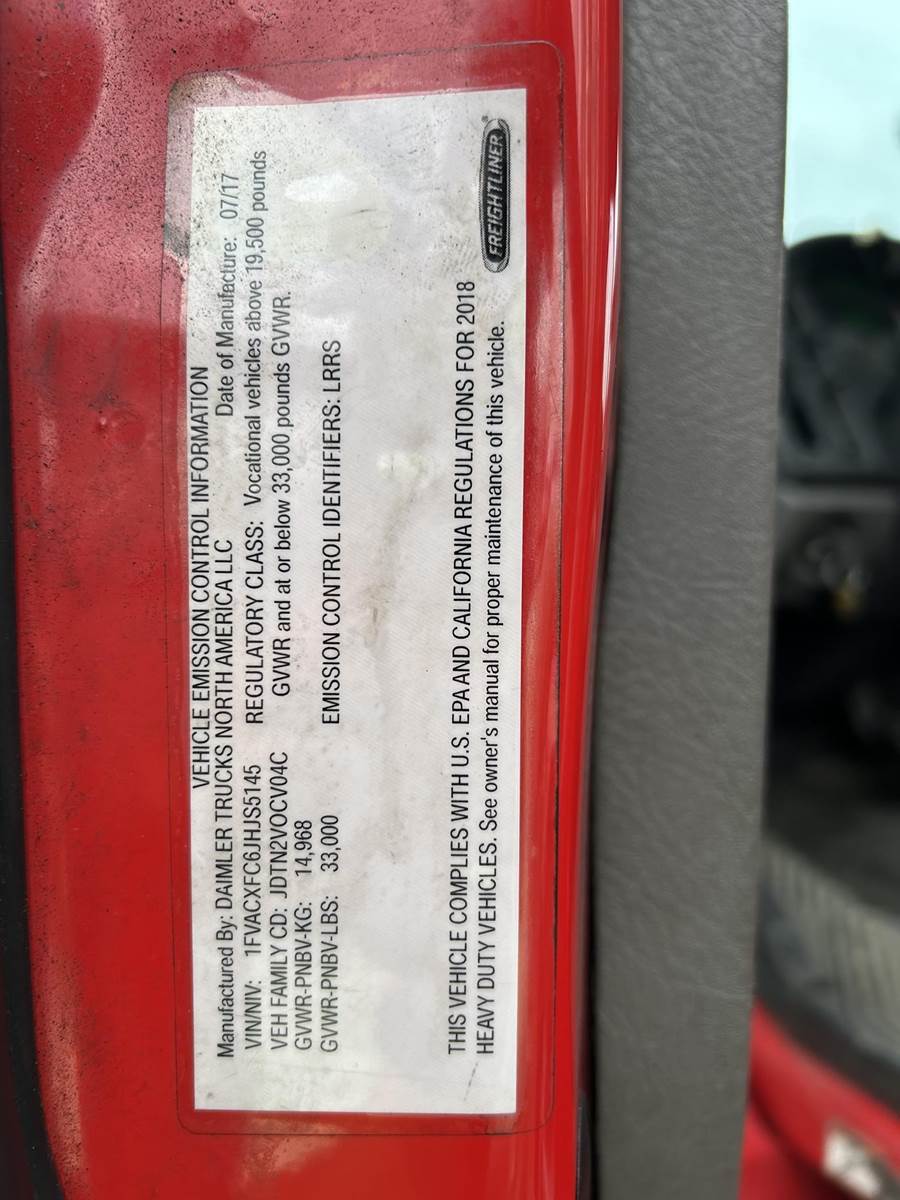 VEHICLE EMISSION CONTROL INFORMATION
Manufactured By: DAIMLER TRUCKS NORTH AMERICA LLC Date of Manufacture: 07/17
VIN/NIV: 1FVACXFC6JHJS5145 REGULATORY CLASS: Vocational vehicles above 19,500 pounds
VEH FAMILY CD: JDTN2VOCV04C GVWR and at or below 33,000 pounds GVWR.
GVWR-PNBV-KG: 14,968
GVWR-PNBV-LBS: 33,000 EMISSION CONTROL IDENTIFIERS: LRRS
THIS VEHICLE COMPLIES WITH U.S. EPA AND CALIFORNIA REGULATIONS FOR 2018
HEAVY DUTY VEHICLES. See owner's manual for proper maintenance of this vehicle.
FREIGHTLINER®